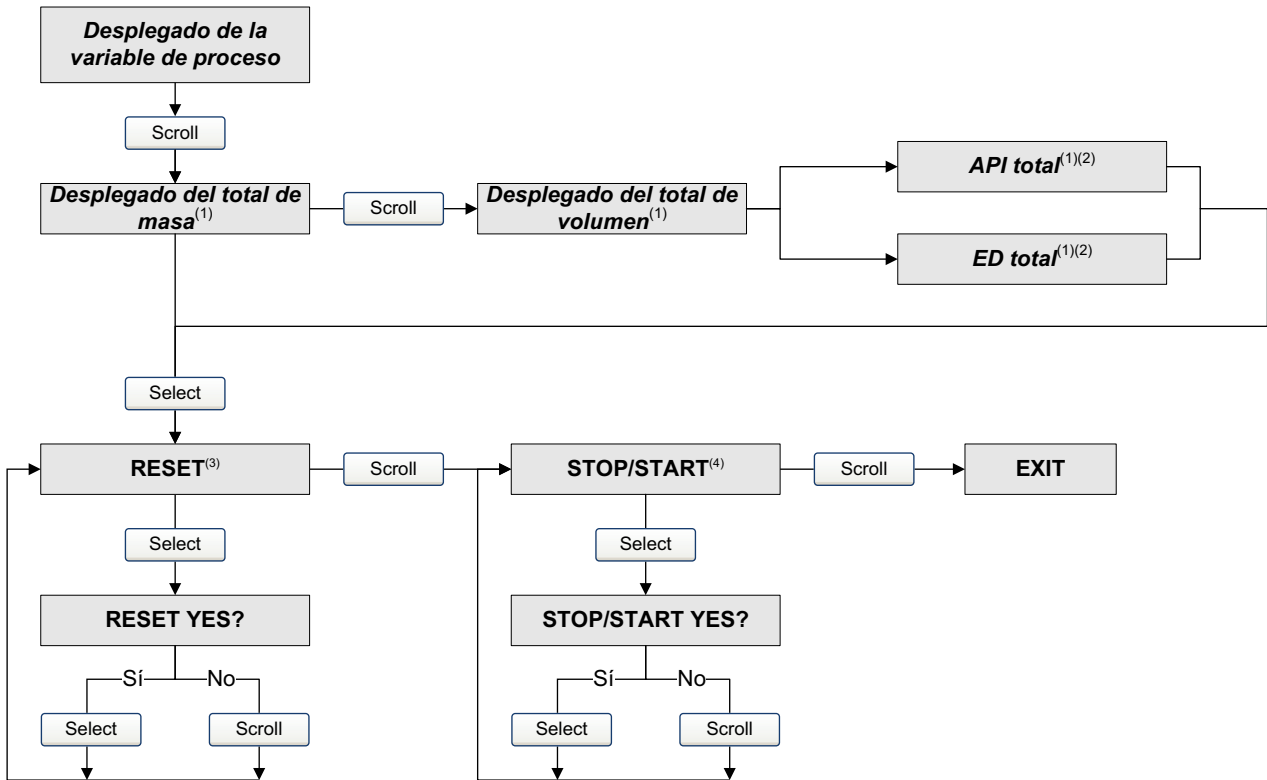 Desplegado de la
variable de proceso
Scroll
Desplegado del total de
masa(1)
Scroll
Desplegado del total de
volumen(1)
API total(1)(2)
ED total(1)(2)
Select
RESET(3)
Scroll
STOP/START(4)
Scroll
EXIT
Select
Select
RESET YES?
STOP/START YES?
Sí
No
Sí
No
Select
Scroll
Select
Scroll